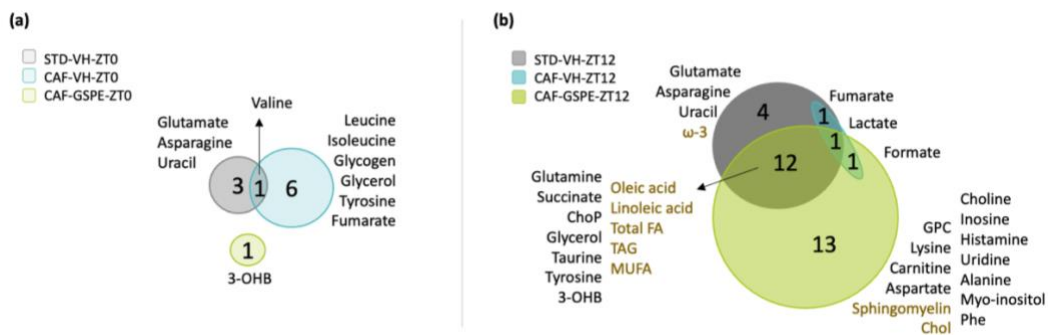 (a)
STD-VH-ZT0
CAF-VH-ZT0
CAF-GSPE-ZT0
Valine
Glutamate
Asparagine
Uracil
Leucine
Isoleucine
Glycogen
Glycerol
Tyrosine
Fumarate
3
1
6
1
3-OHB
(b)
STD-VH-ZT12
CAF-VH-ZT12
CAF-GSPE-ZT12
Glutamate
Asparagine
Uracil
ω-3
4
1
Fumarate
Lactate
1
1
Formate
12
Glutamine
Succinate
ChoP
Glycerol
Taurine
Tyrosine
3-OHB
Oleic acid
Linoleic acid
Total FA
TAG
MUFA
13
GPC
Lysine
Carnitine
Aspartate
Sphingomyelin
Chol
Choline
Inosine
Histamine
Uridine
Alanine
Myo-inositol
Phe